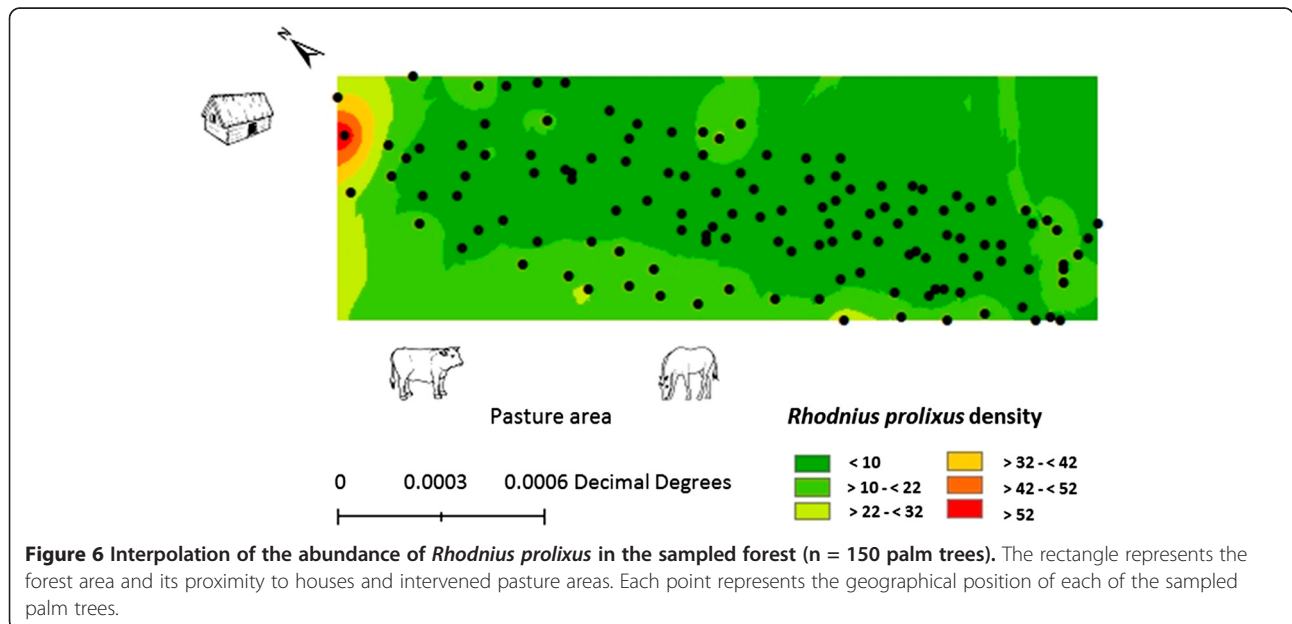 N
Pasture area
0 0.0003 0.0006 Decimal Degrees
Rhodnius prolixus density
< 10
> 10 - < 22
> 22 - < 32
> 32 - < 42
> 42 - < 52
> 52
Figure 6 Interpolation of the abundance of Rhodnius prolixus in the sampled forest (n = 150 palm trees). The rectangle represents the
forest area and its proximity to houses and intervened pasture areas. Each point represents the geographical position of each of the sampled
palm trees.